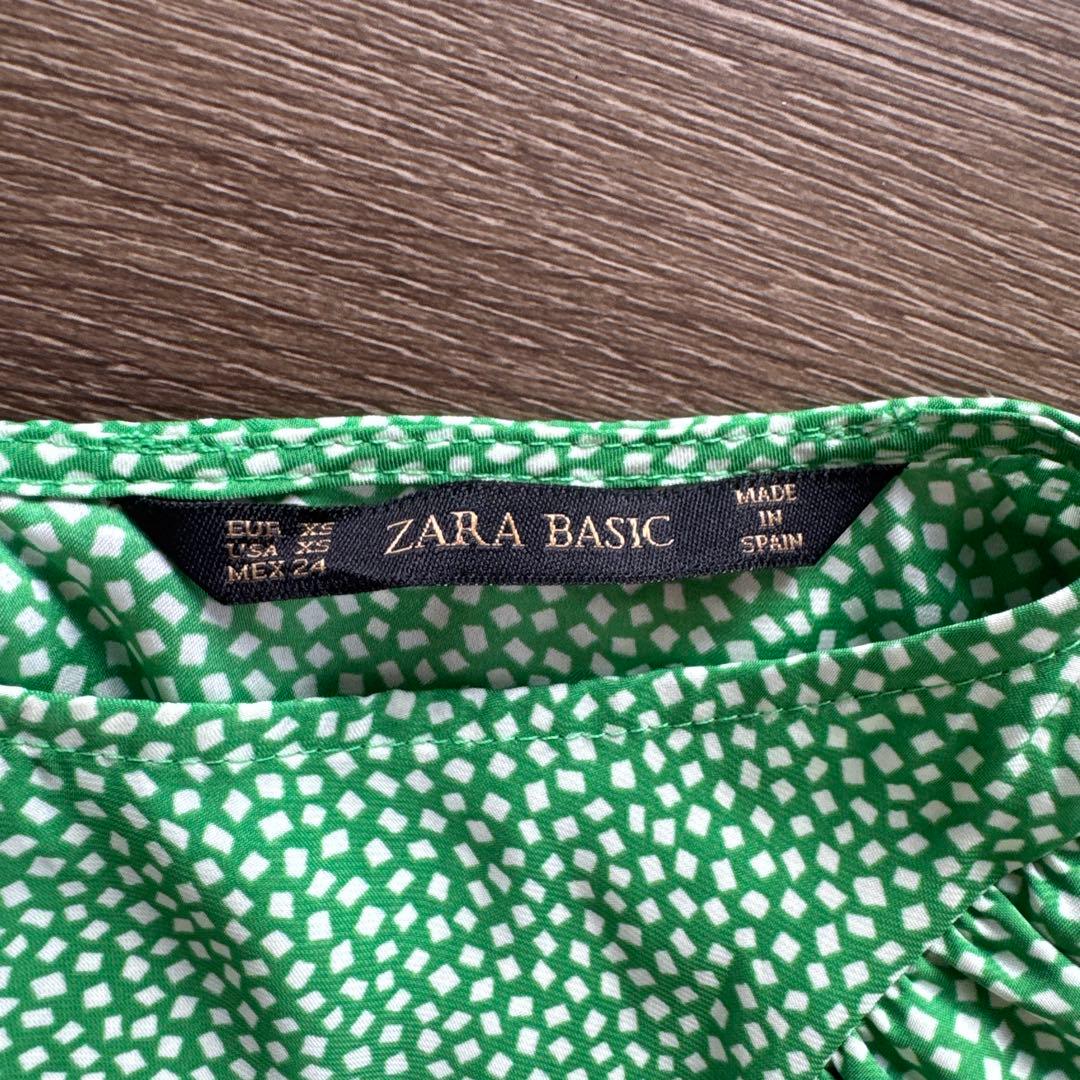 EUR XS
USA XS
MEX 24
ZARA BASIC
MADE
IN
SPAIN